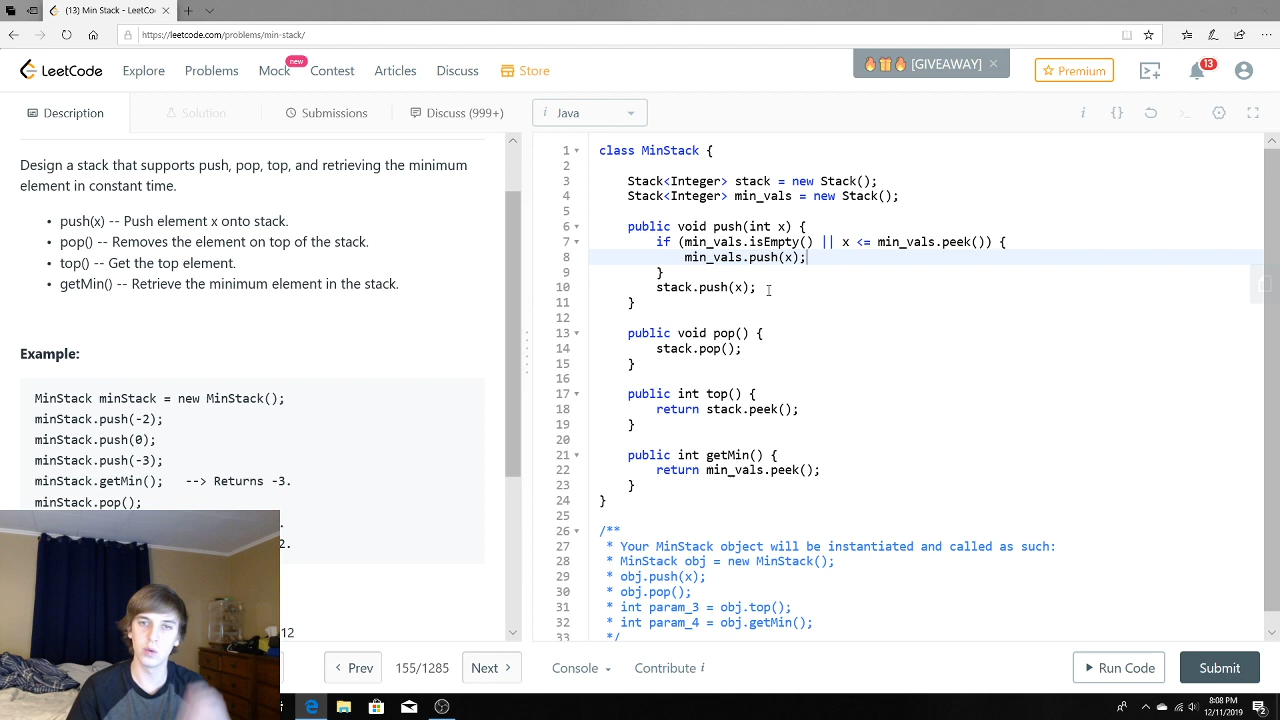 (13) Min Stack - LeetCo
https://leetcode.com/problems/min-stack/
LeetCode
Explore
Problems
Mock
new
Contest
Articles
Discuss
Store
[GIVEAWAY]
Premium
13
Description
Solution
Submissions
Discuss (999+)
i Java
Design a stack that supports push, pop, top, and retrieving the minimum
element in constant time.
push(x) -- Push element x onto stack.
pop() -- Removes the element on top of the stack.
top() -- Get the top element.
getMin() -- Retrieve the minimum element in the stack.
Example:
MinStack minStack = new MinStack();
minStack.push(-2);
minStack.push(0);
minStack.push(-3);
minStack.getMin();   --> Returns -3.
minStack.pop();
2.
12
1 class MinStack {
2
3 Stack<Integer> stack = new Stack();
4 Stack<Integer> min_vals = new Stack();
5
6 public void push(int x) {
7 if (min_vals.isEmpty() || x <= min_vals.peek()) {
8 min_vals.push(x);
9 }
10 stack.push(x);
11 }
12
13 public void pop() {
14 stack.pop();
15 }
16
17 public int top() {
18 return stack.peek();
19 }
20
21 public int getMin() {
22 return min_vals.peek();
23 }
24 }
25
26 /**
27 * Your MinStack object will be instantiated and called as such:
28 * MinStack obj = new MinStack();
29 * obj.push(x);
30 * obj.pop();
31 * int param_3 = obj.top();
32 * int param_4 = obj.getMin();
33 */
Prev
155/1285
Next
Console
Contribute i
Run Code
Submit
8:08 PM
12/11/2019